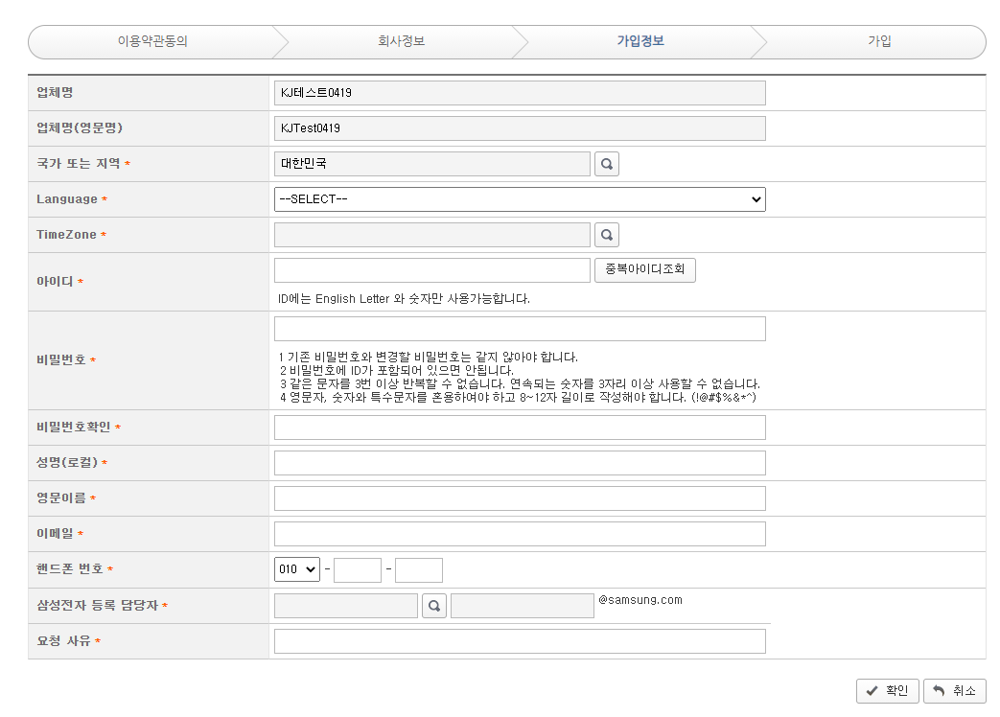 이용약관동의 회사정보 가입정보 가입
업체명 KJ테스트0419
업체명(영문명) KJTest0419
국가 또는 지역 * 대한민국
Language * --SELECT--
TimeZone *
아이디 * 중복아이디조회
ID에는 English Letter 와 숫자만 사용가능합니다.
비밀번호 *
1 기존 비밀번호와 변경할 비밀번호는 같지 않아야 합니다.
2 비밀번호에 ID가 포함되어 있으면 안됩니다.
3 같은 문자를 3번 이상 반복할 수 없습니다. 연속되는 숫자를 3자리 이상 사용할 수 없습니다.
4 영문자, 숫자와 특수문자를 혼용하여야 하고 8~12자 길이로 작성해야 합니다. (!@#$%&*^)
비밀번호확인 *
성명(로컬) *
영문이름 *
이메일 *
핸드폰 번호 * 010 - -
삼성전자 등록 담당자 * @samsung.com
요청 사유 *
확인 취소